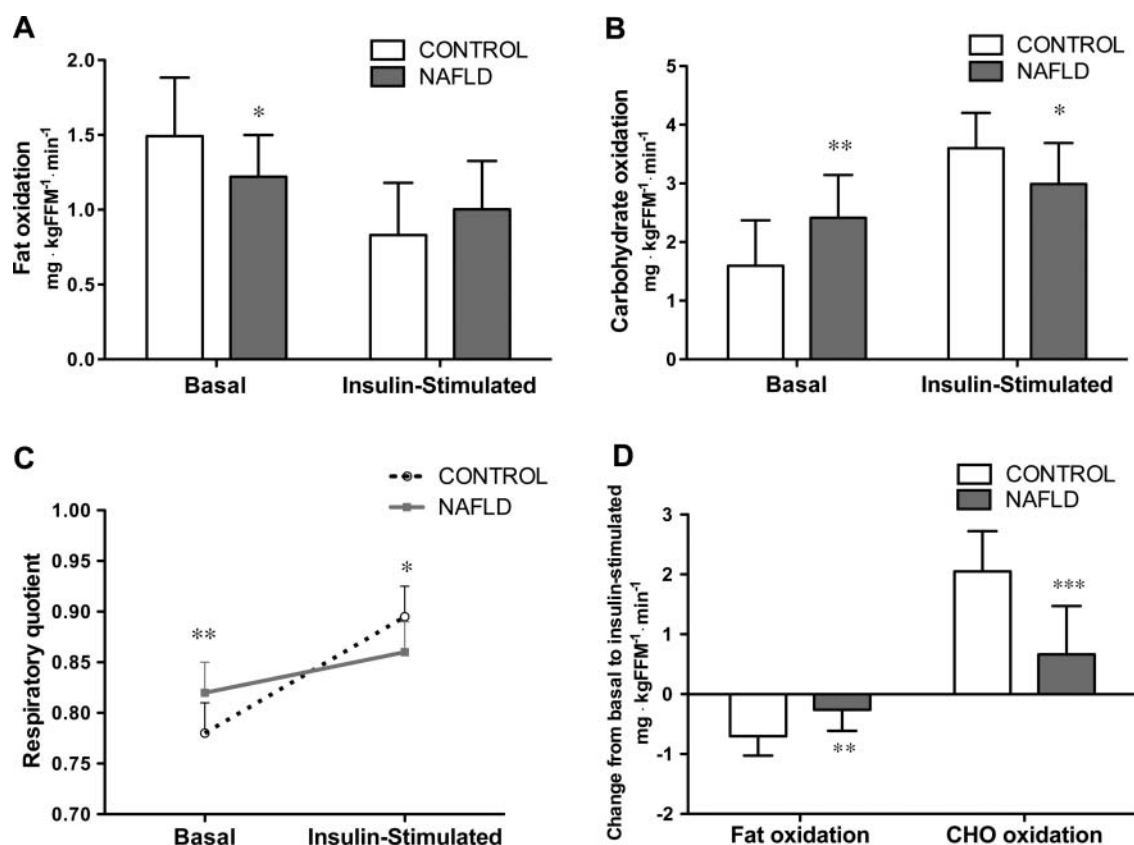 A
CONTROL
NAFLD
Fat oxidation
mg · kgFFM⁻¹· min⁻¹
2.0
1.5
1.0
0.5
0.0
*
Basal
Insulin-Stimulated
B
CONTROL
NAFLD
Carbohydrate oxidation
mg · kgFFM⁻¹· min⁻¹
5
4
3
2
1
0
**
*
Basal
Insulin-Stimulated
C
CONTROL
NAFLD
Respiratory quotient
1.00
0.95
0.90
0.85
0.80
0.75
0.70
**
*
Basal
Insulin-Stimulated
D
CONTROL
NAFLD
Change from basal to insulin-stimulated
mg · kgFFM⁻¹· min⁻¹
3
2
1
0
-1
-2
**
***
Fat oxidation
CHO oxidation